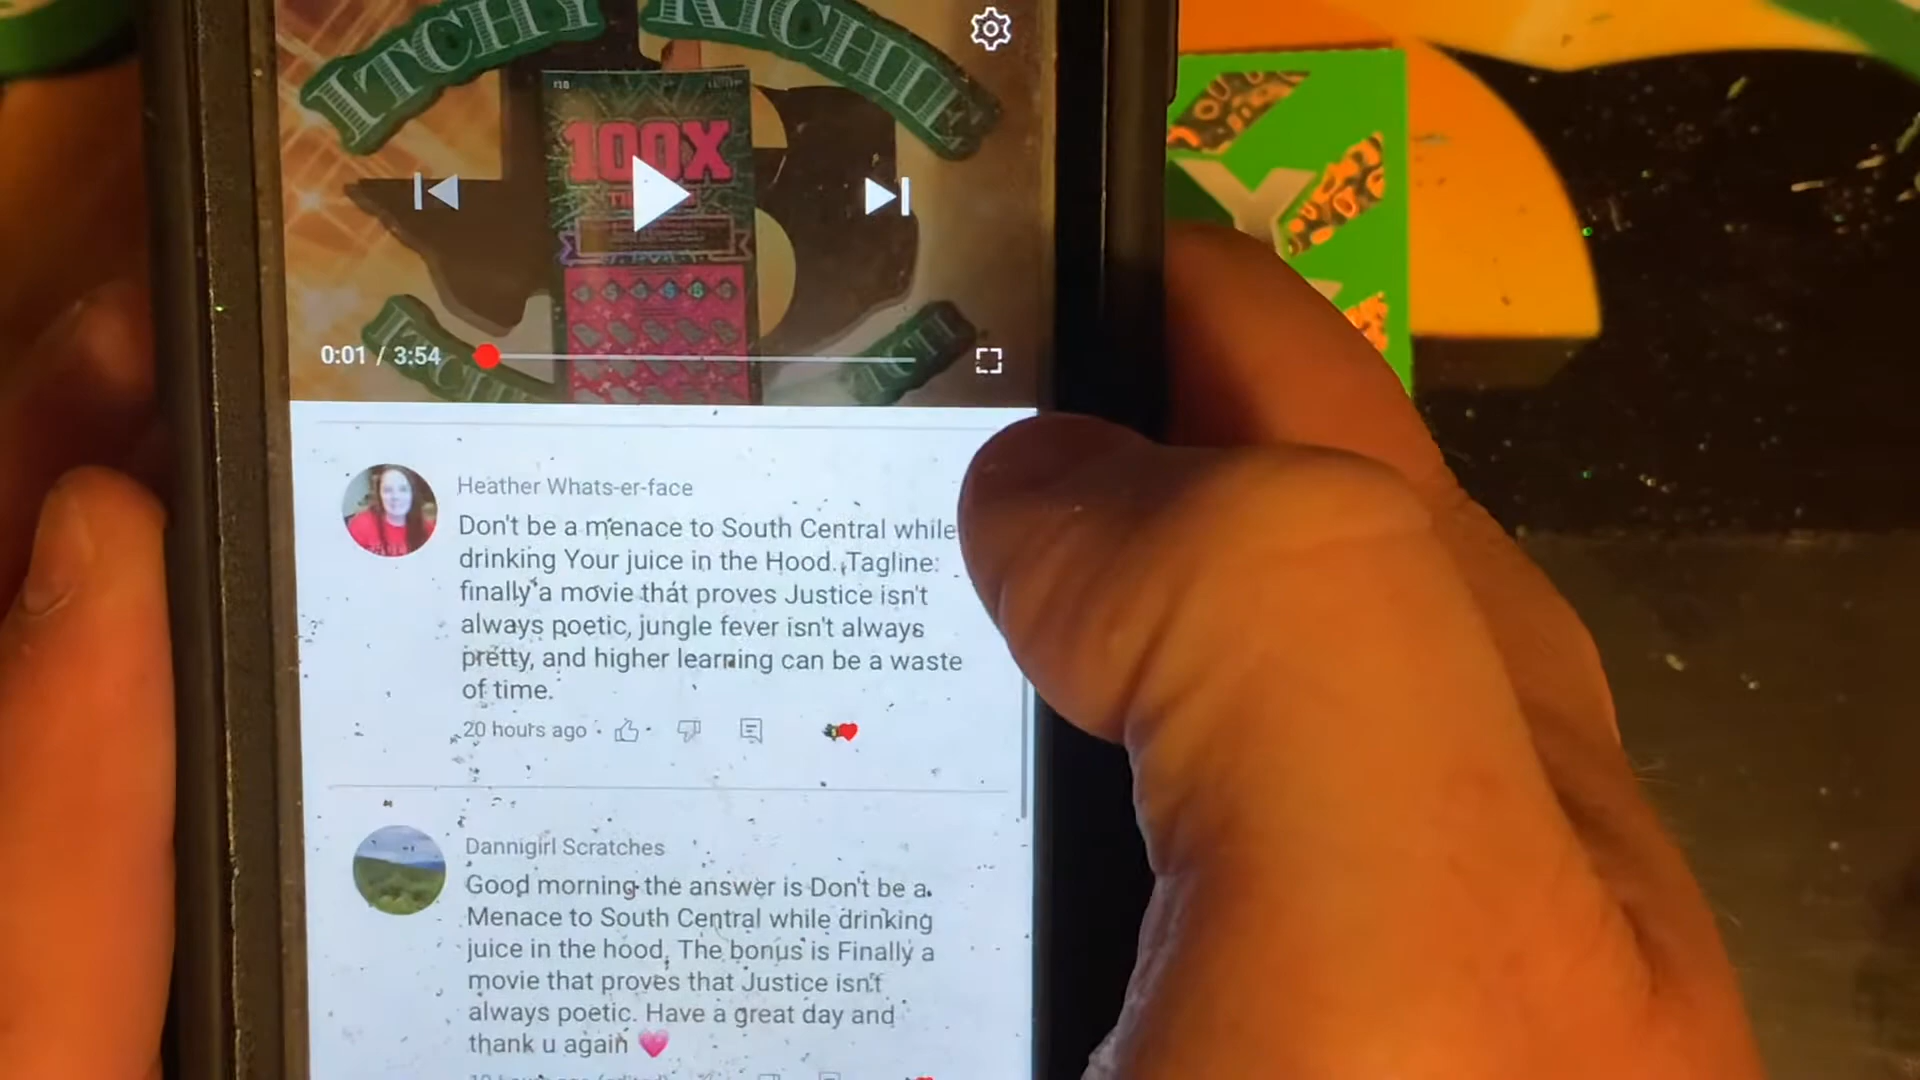 ITCHY RICHIE
100X
0:01 / 3:54
Heather Whats-er-face
Don't be a menace to South Central while
drinking Your juice in the Hood. Tagline:
finally a movie that proves Justice isn't
always poetic, jungle fever isn't always
pretty, and higher learning can be a waste
of time.
20 hours ago
Dannigirl Scratches
Good morning the answer is Don't be a
Menace to South Central while drinking
juice in the hood, The bonus is Finally a
movie that proves that Justice isn't
always poetic. Have a great day and
thank u again 💗